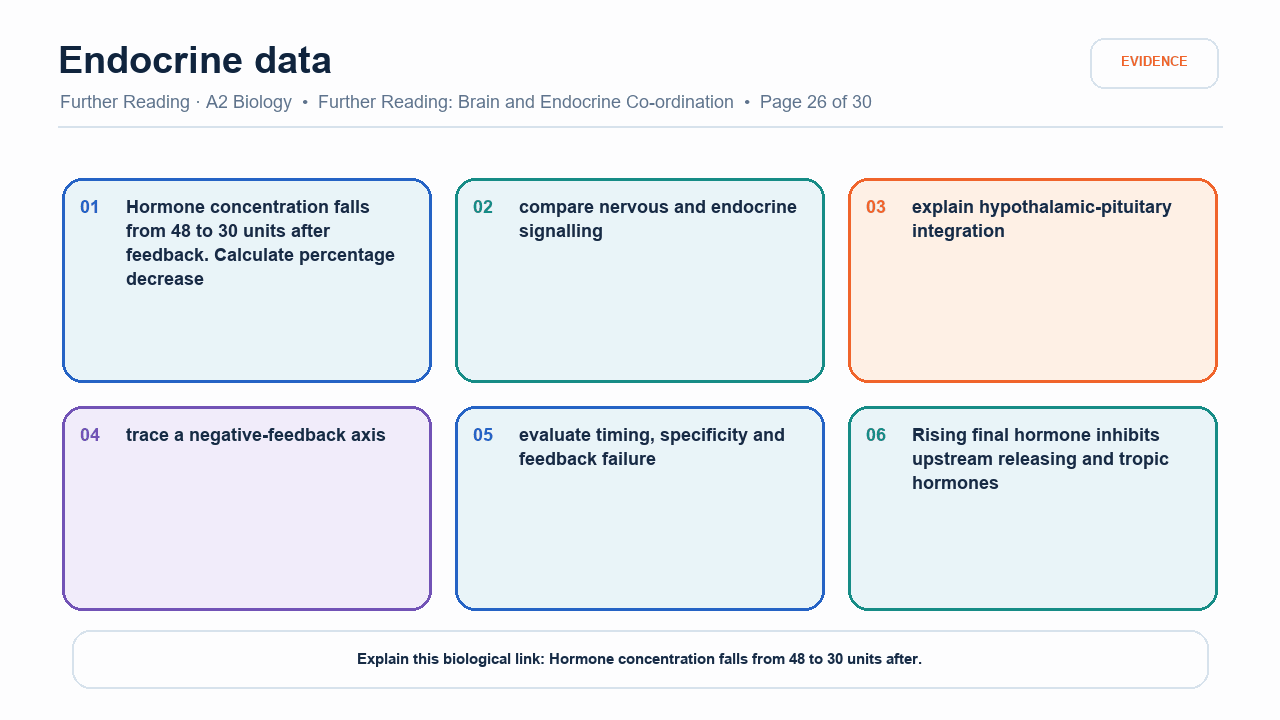 Endocrine data
EVIDENCE
Further Reading · A2 Biology • Further Reading: Brain and Endocrine Co-ordination • Page 26 of 30
01 Hormone concentration falls
from 48 to 30 units after
feedback. Calculate percentage
decrease
02 compare nervous and endocrine
signalling
03 explain hypothalamic-pituitary
integration
04 trace a negative-feedback axis
05 evaluate timing, specificity and
feedback failure
06 Rising final hormone inhibits
upstream releasing and tropic
hormones
Explain this biological link: Hormone concentration falls from 48 to 30 units after.